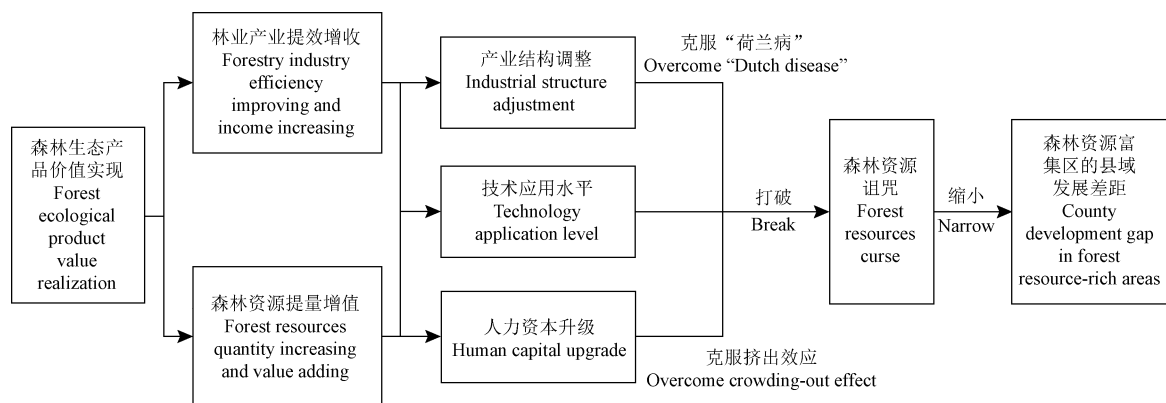 森林生态产
品价值实现
Forest
ecological
product
value
realization
林业产业提效增收
Forestry industry
efficiency
improving and
income increasing
森林资源提量增值
Forest resources
quantity increasing
and value adding
产业结构调整
Industrial structure
adjustment
技术应用水平
Technology
application level
人力资本升级
Human capital upgrade
克服“荷兰病”
Overcome “Dutch disease”
克服挤出效应
Overcome crowding-out effect
打破
Break
森林资源
诅咒
Forest
resources
curse
缩小
Narrow
森林资源富
集区的县域
发展差距
County
development gap
in forest
resource-rich areas